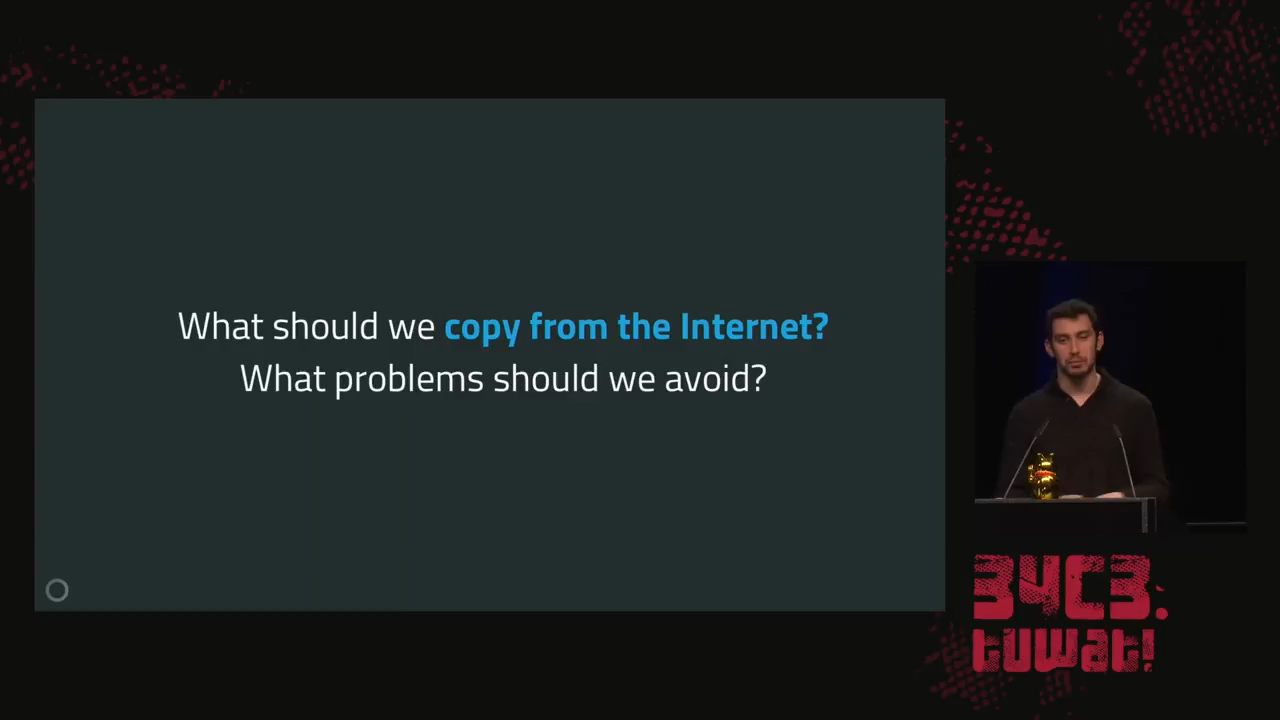 What should we copy from the Internet?
What problems should we avoid?
34C3.
tuwat!